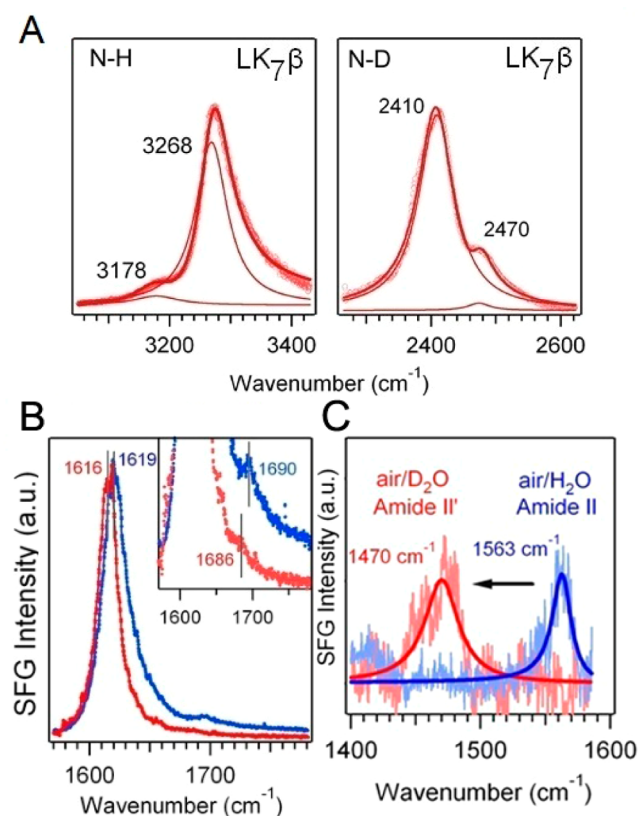 A
N-H LK₇β
3268
3178
3200 3400
N-D LK₇β
2410
2470
2400 2600
Wavenumber (cm⁻¹)
B
SFG Intensity (a.u.)
1616 1619
1690
1686
1600 1700
1600 1700
Wavenumber (cm⁻¹)
C
SFG Intensity (a.u.)
air/D₂O
Amide II'
1470 cm⁻¹
air/H₂O
Amide II
1563 cm⁻¹
1400 1500 1600
Wavenumber (cm⁻¹)